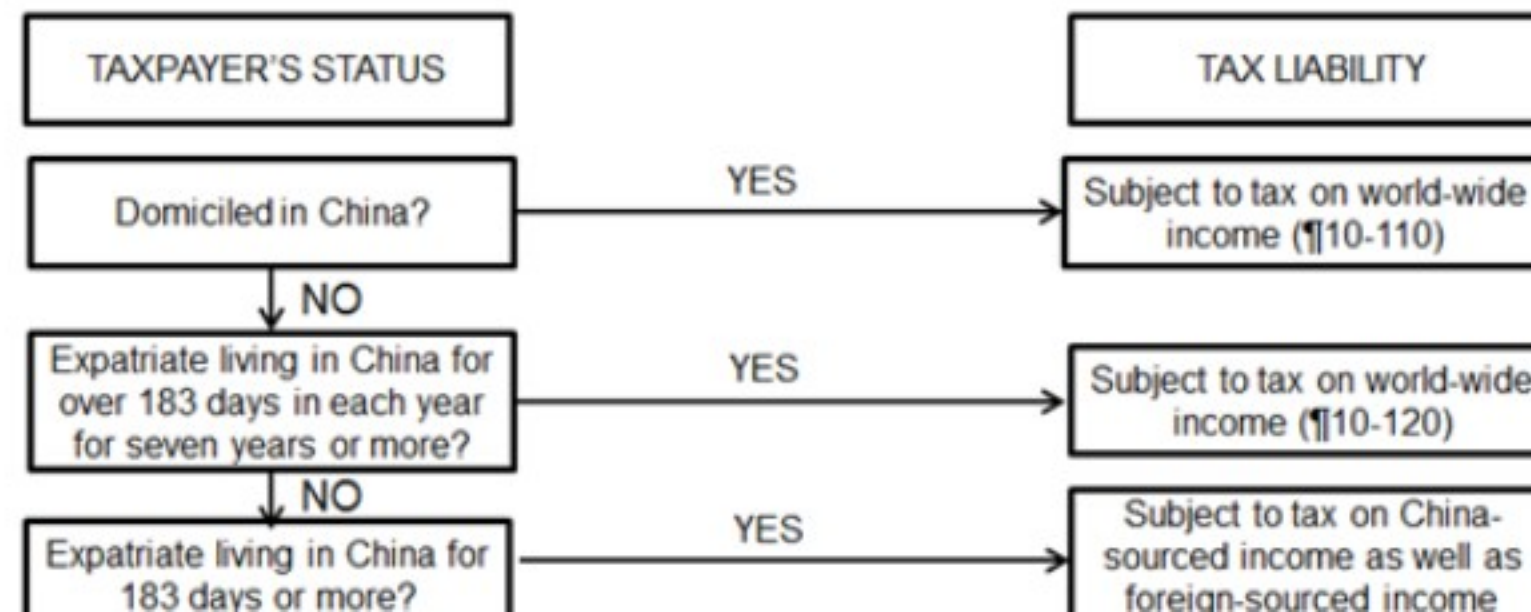 TAXPAYER'S STATUS
TAX LIABILITY
Domiciled in China?
YES
Subject to tax on world-wide
income (¶10-110)
NO
Expatriate living in China for
over 183 days in each year
for seven years or more?
YES
Subject to tax on world-wide
income (¶10-120)
NO
Expatriate living in China for
183 days or more?
YES
Subject to tax on China-
sourced income as well as
foreign-sourced income